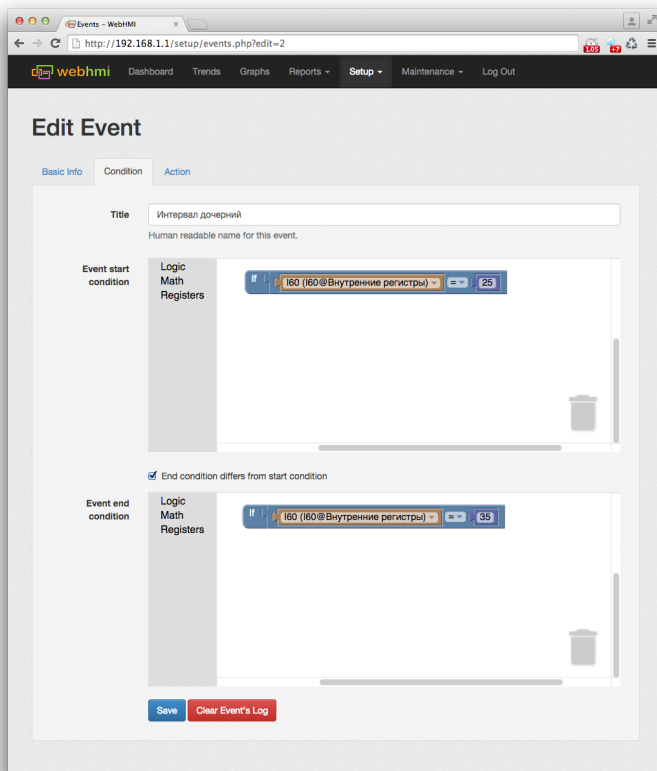 Events - WebHMI
http://192.168.1.1/setup/events.php?edit=2
1.05
+7
webhmi Dashboard Trends Graphs Reports Setup Maintenance Log Out
Edit Event
Basic Info Condition Action
Title Интервал дочерний
Human readable name for this event.
Event start condition
Logic
Math
Registers
If I60 (I60@Внутренние регистры) = 25
End condition differs from start condition
Event end condition
Logic
Math
Registers
If I60 (I60@Внутренние регистры) = 35
Save Clear Event's Log